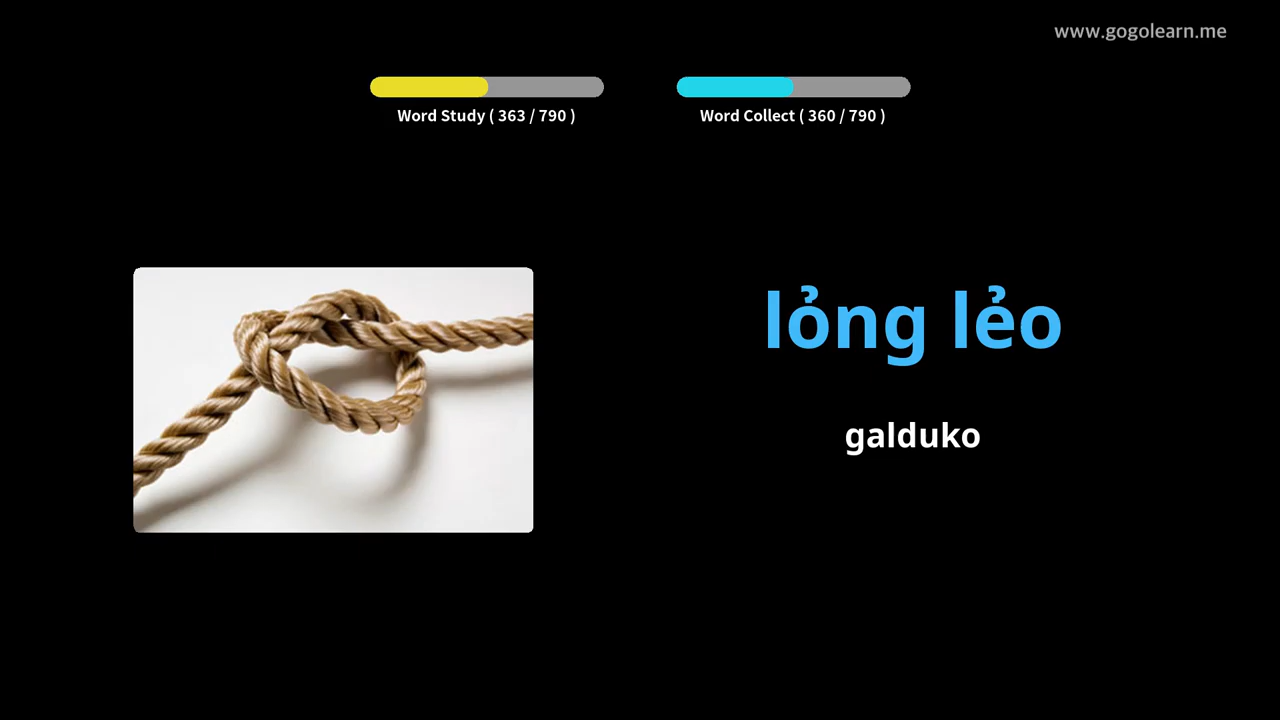 www.gogolearn.me
Word Study ( 363 / 790 )
Word Collect ( 360 / 790 )
lỏng lẻo
galduko